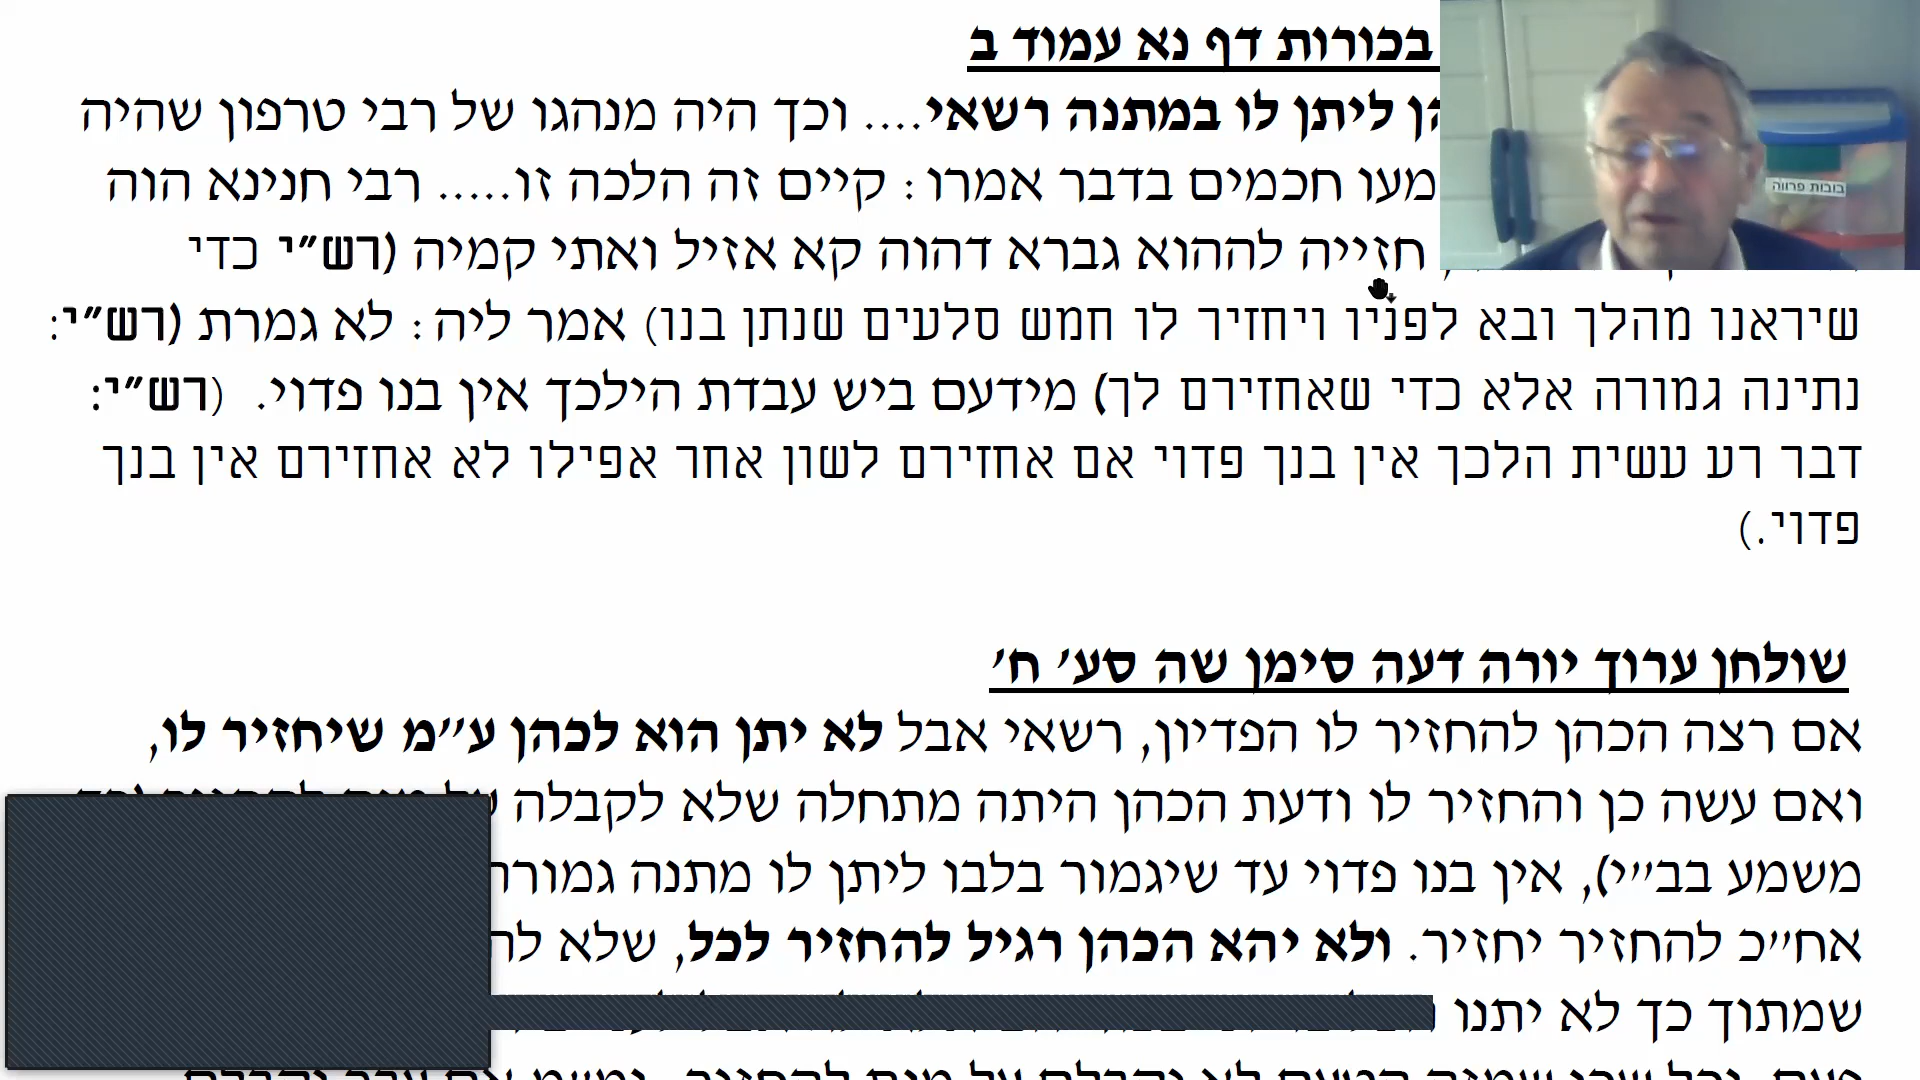 בכורות דף נא עמוד ב
ליתן לו במתנה רשאי.... וכך היה מנהגו של רבי טרפון שהיה
חכמים בדבר אמרו: קיים זה הלכה זו..... רבי חנינא הוה
חזייה לההוא גברא דהוה קא אזיל ואתי קמיה (רש"י כדי
שיראנו מהלך ובא לפניו ויחזיר לו חמש סלעים שנתן בנו) אמר ליה: לא גמרת (רש"י:
נתינה גמורה אלא כדי שאחזירם לך) מידעם ביש עבדת הילכך אין בנו פדוי. (רש"י:
דבר רע עשית הלכך אין בנך פדוי אם אחזירם לשון אחר אפילו לא אחזירם אין בנך
פדוי.)
שולחן ערוך יורה דעה סימן שה סע' ח'
אם רצה הכהן להחזיר לו הפדיון, רשאי אבל לא יתן הוא לכהן ע"מ שיחזיר לו,
ואם עשה כן והחזיר לו ודעת הכהן היתה מתחלה שלא לקבלה
משמע בב"י), אין בנו פדוי עד שיגמור בלבו ליתן לו מתנה
אח"כ להחזיר יחזיר. ולא יהא הכהן רגיל להחזיר לכל, שלא
שמתוך כך לא יתנו
בובות פרווה